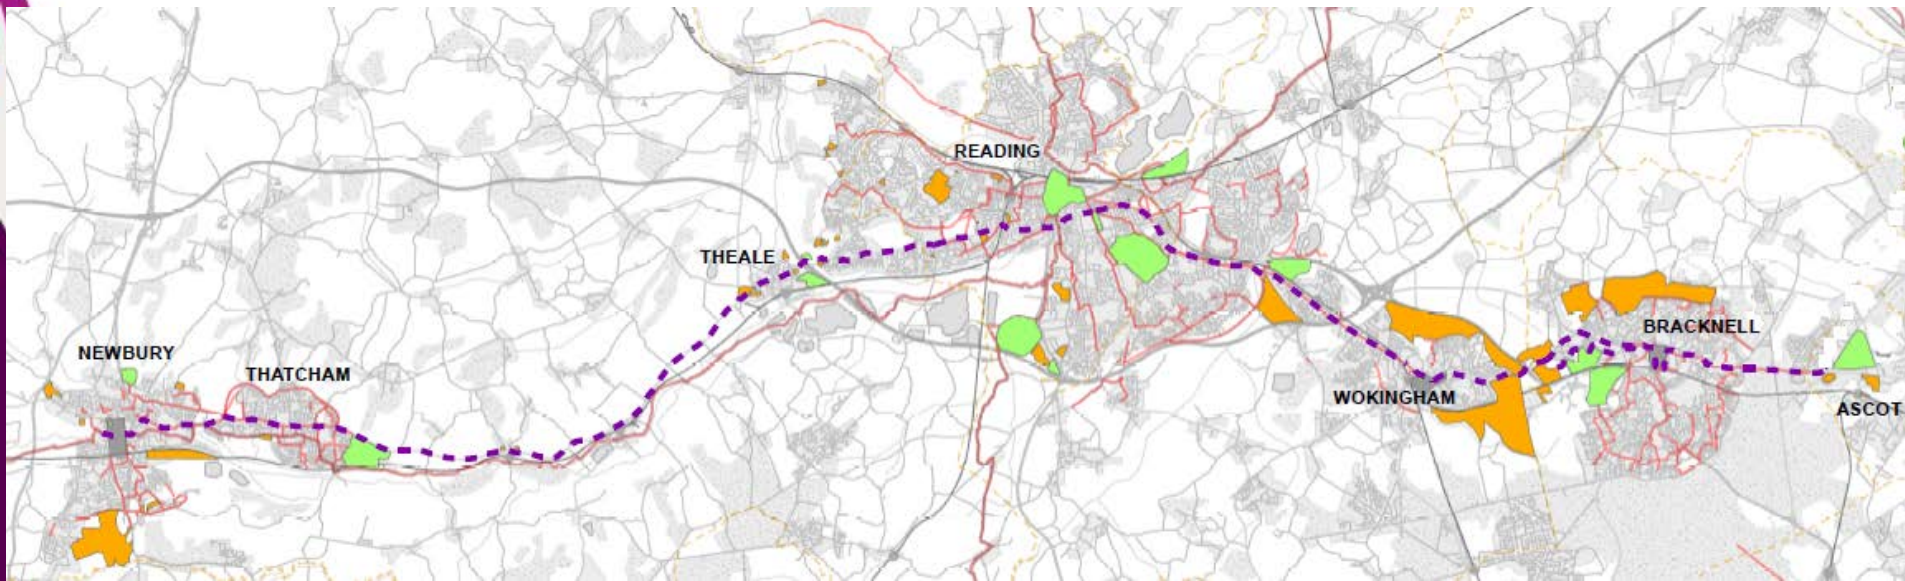 READING
THEALE
NEWBURY
THATCHAM
BRACKNELL
WOKINGHAM
ASCOT